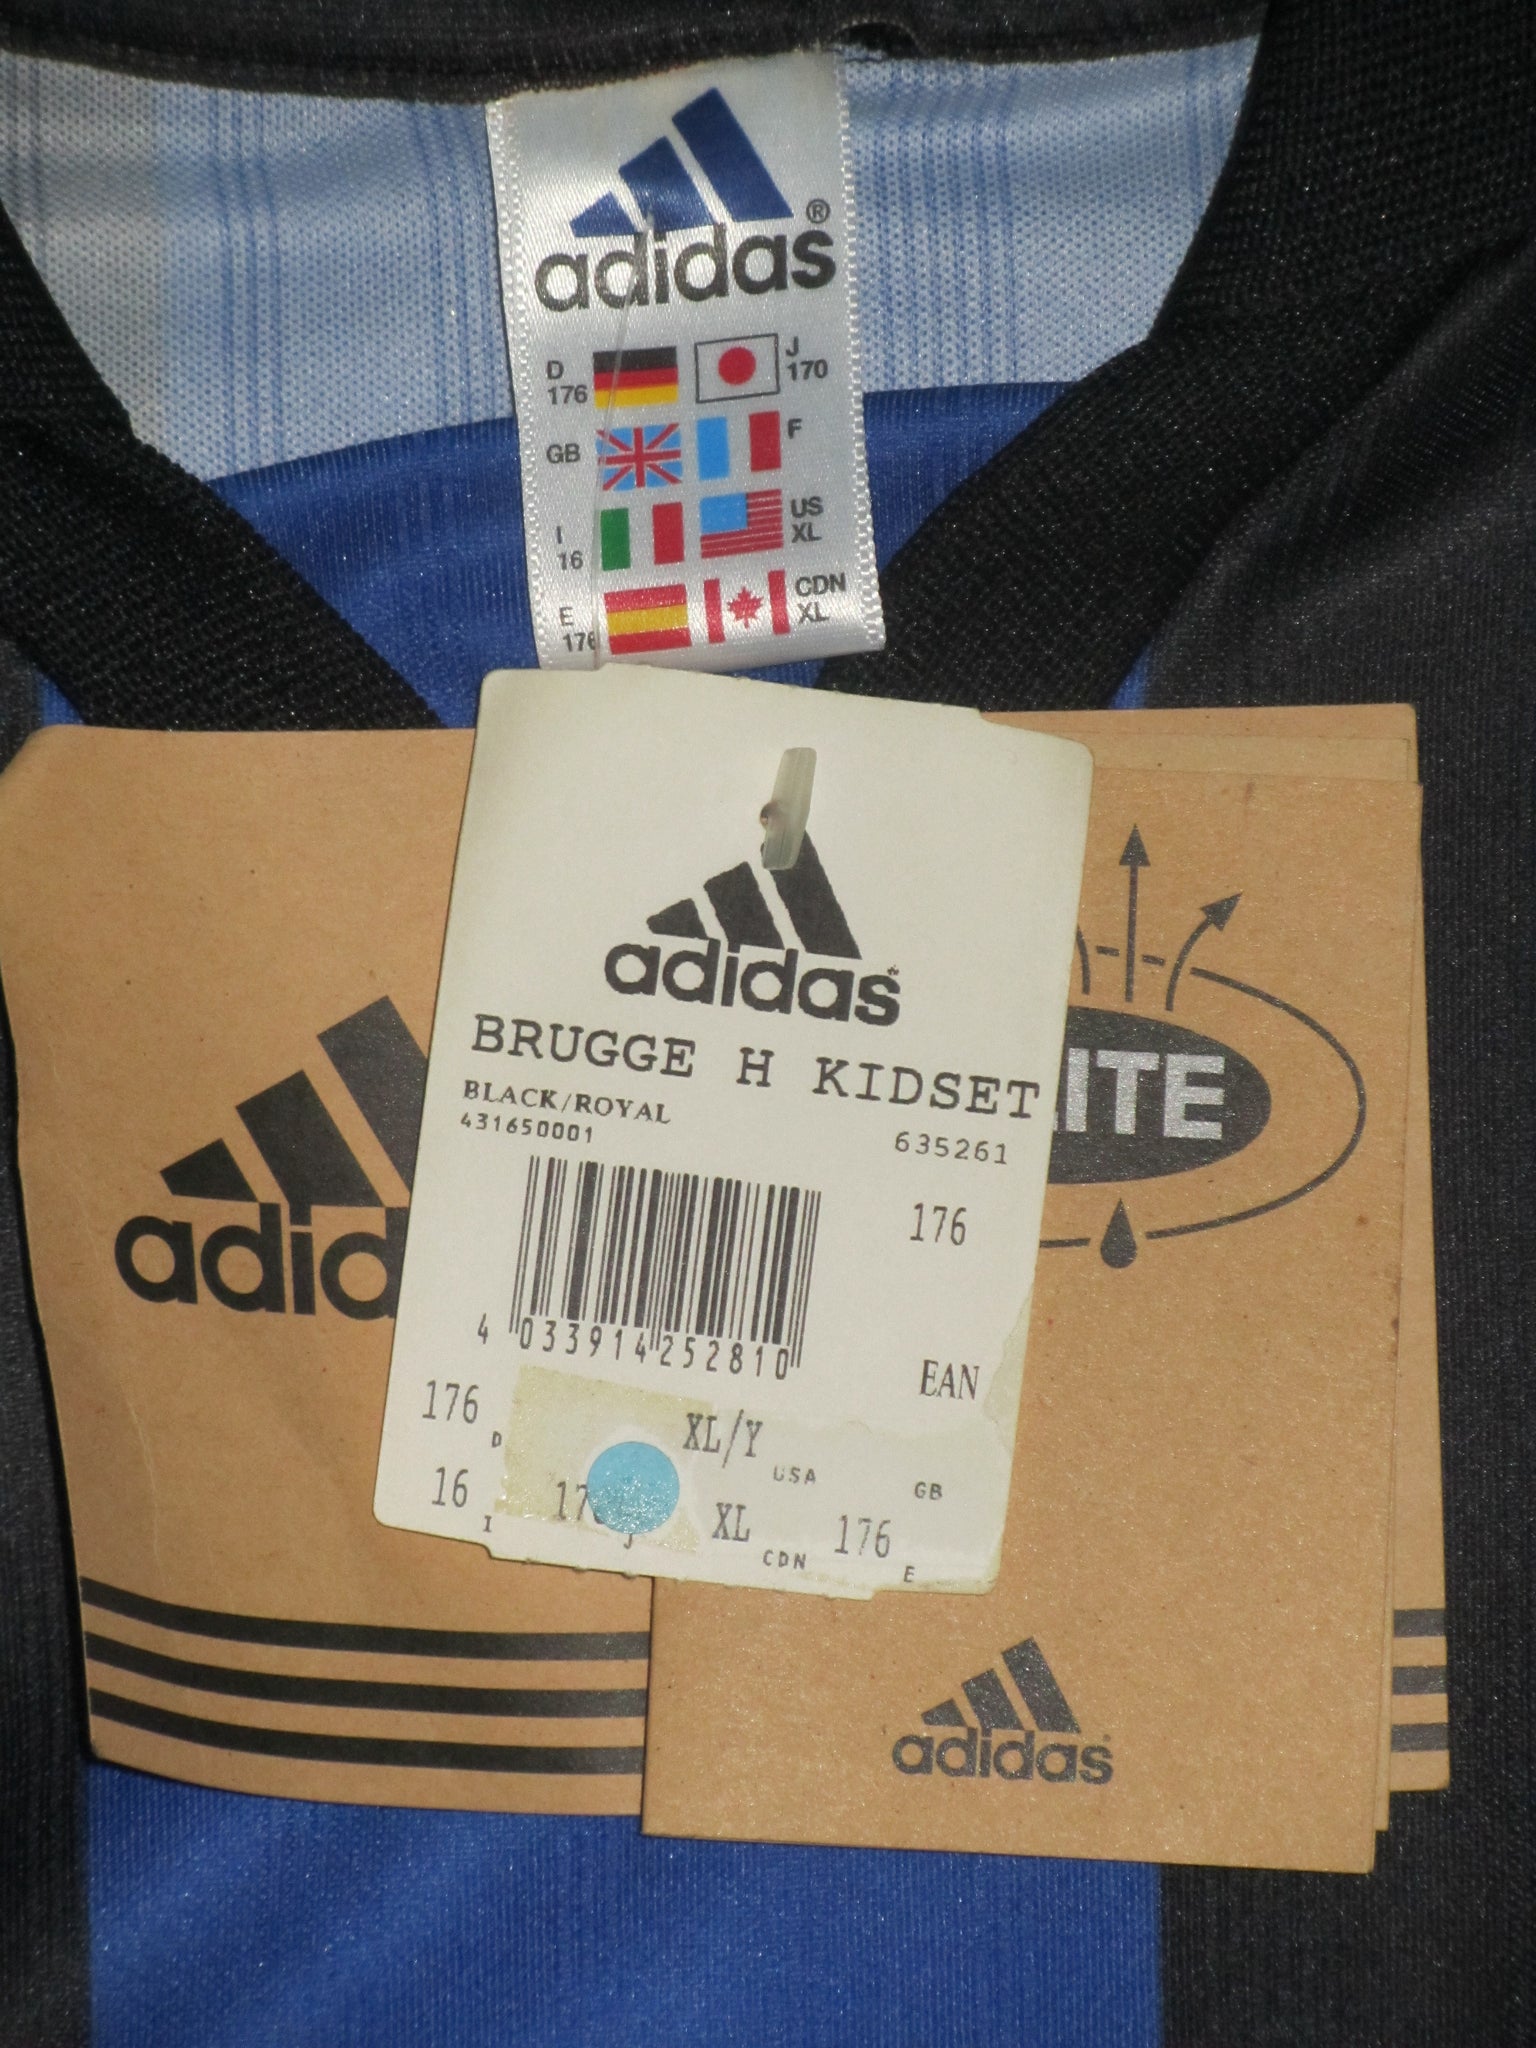 adidas®
D 176
J 170
GB
F
I 16
US XL
E 176
CDN XL
adidas
BRUGGE H KIDSET
BLACK/ROYAL
431650001
635261
176
4 033914 252810
EAN
176 D
XL/Y USA
GB
16 I
J
XL CDN
176 E
adidas